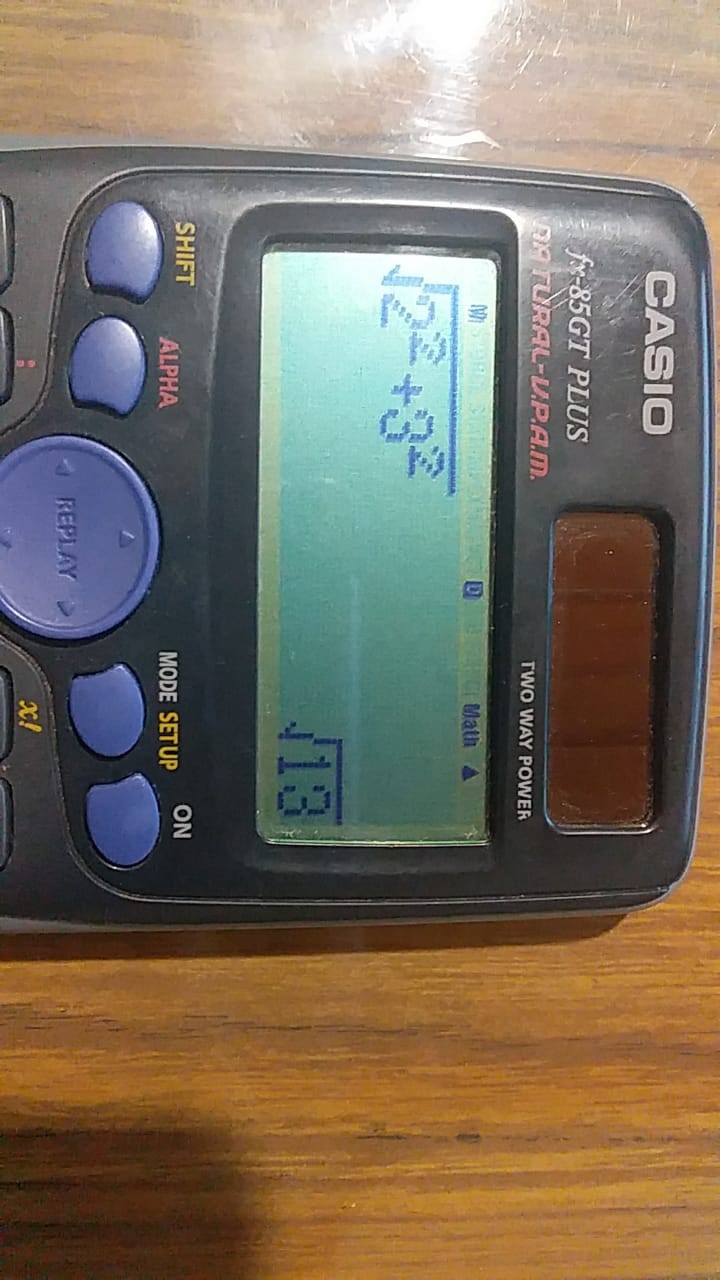 CASIO
fx-85GT PLUS
NATURAL-V.P.A.M.
TWO WAY POWER
D Math ▲
√2²+3²
√13
SHIFT
ALPHA
MODE SETUP
ON
REPLAY
x!
: